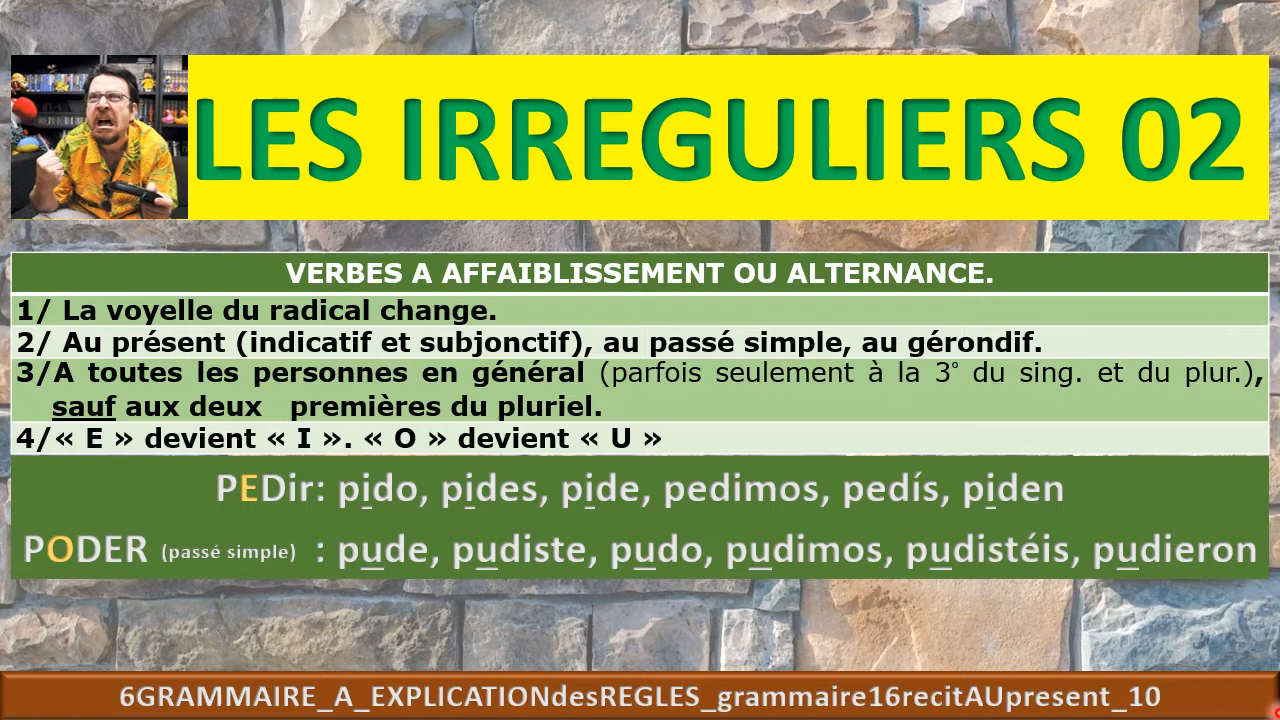 LES IRREGULIERS 02
VERBES A AFFAIBLISSEMENT OU ALTERNANCE.
1/ La voyelle du radical change.
2/ Au présent (indicatif et subjonctif), au passé simple, au gérondif.
3/A toutes les personnes en général (parfois seulement à la 3° du sing. et du plur.),
sauf aux deux premières du pluriel.
4/« E » devient « I ». « O » devient « U »
PEDir: pido, pides, pide, pedimos, pedís, piden
PODER (passé simple) : pude, pudiste, pudo, pudimos, pudistéis, pudieron
6GRAMMAIRE_A_EXPLICATIONdesREGLES_grammaire16recitAUpresent_10